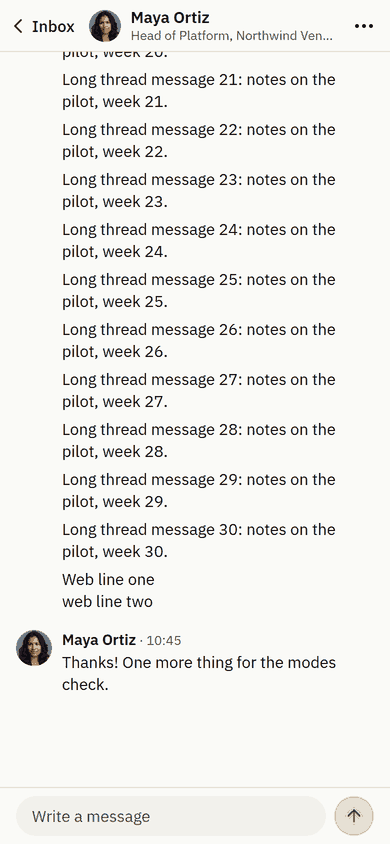 Inbox
Maya Ortiz
Head of Platform, Northwind Ven...
pilot, week 20.
Long thread message 21: notes on the
pilot, week 21.
Long thread message 22: notes on the
pilot, week 22.
Long thread message 23: notes on the
pilot, week 23.
Long thread message 24: notes on the
pilot, week 24.
Long thread message 25: notes on the
pilot, week 25.
Long thread message 26: notes on the
pilot, week 26.
Long thread message 27: notes on the
pilot, week 27.
Long thread message 28: notes on the
pilot, week 28.
Long thread message 29: notes on the
pilot, week 29.
Long thread message 30: notes on the
pilot, week 30.
Web line one
web line two
Maya Ortiz · 10:45
Thanks! One more thing for the modes
check.
Write a message